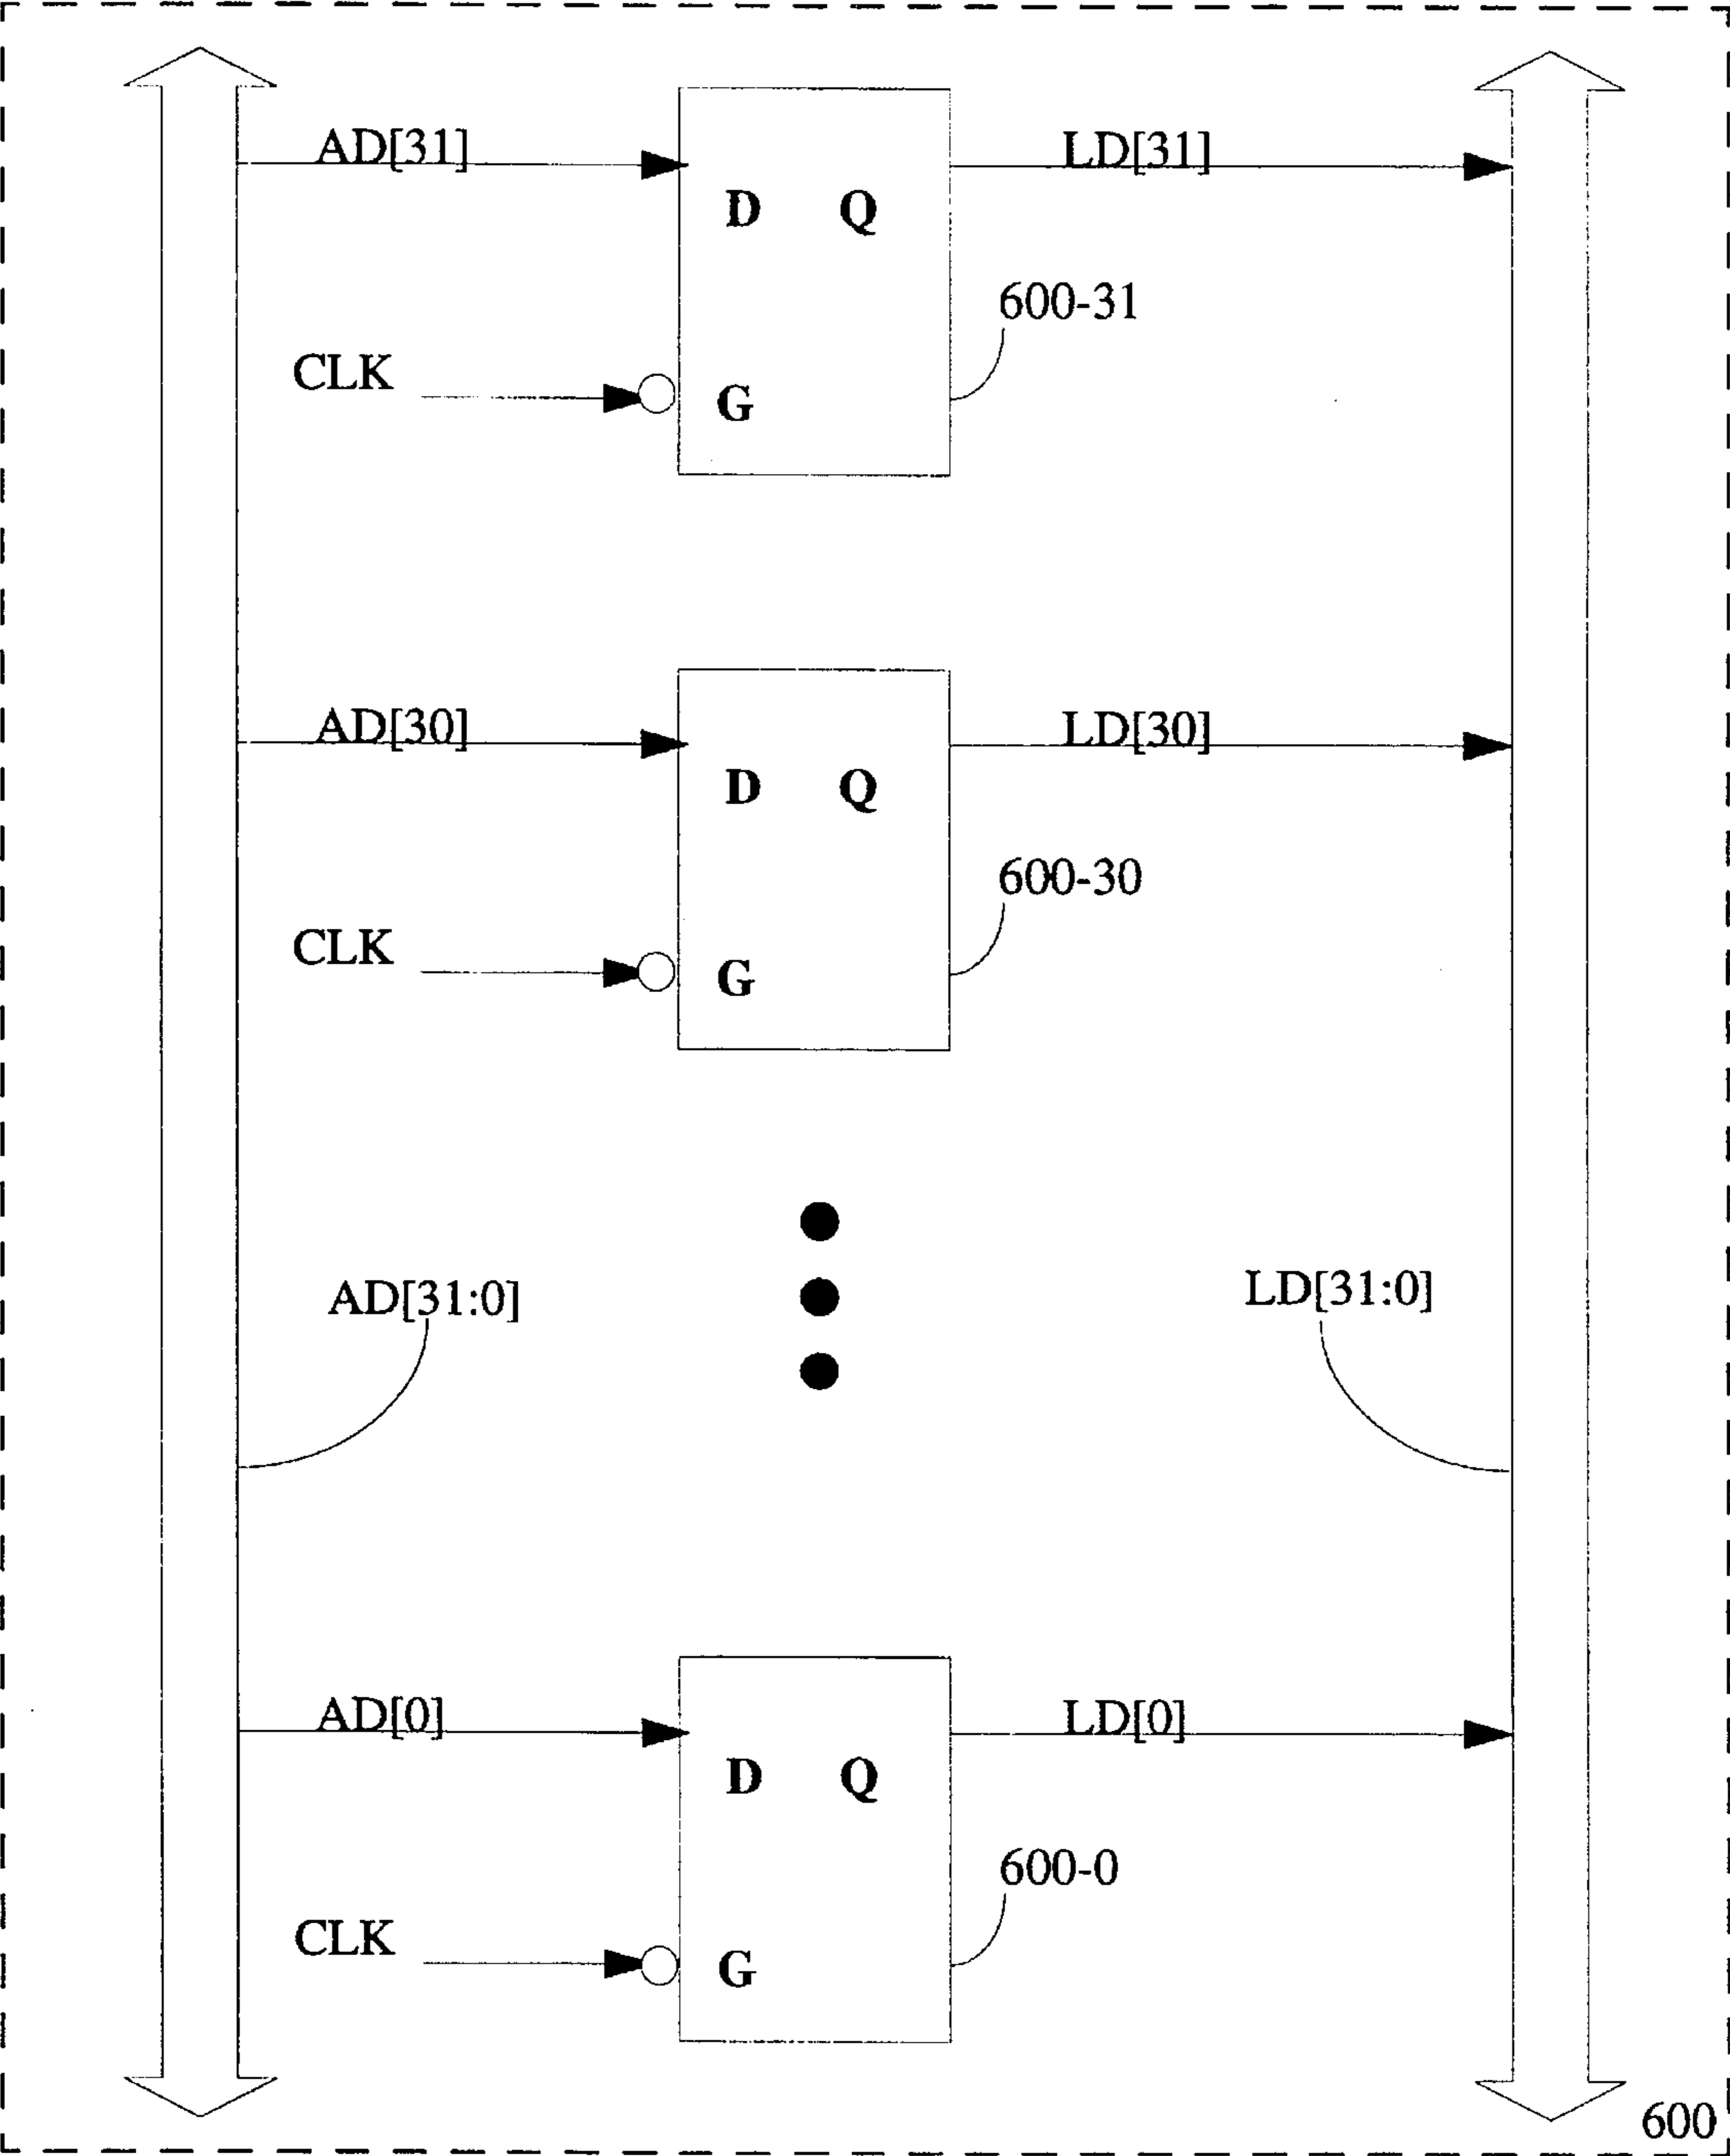 AD[31]
LD[31]
D Q
600-31
CLK
G
AD[30]
LD[30]
D Q
600-30
CLK
G
AD[31:0]
LD[31:0]
AD[0]
LD[0]
D Q
600-0
CLK
G
600